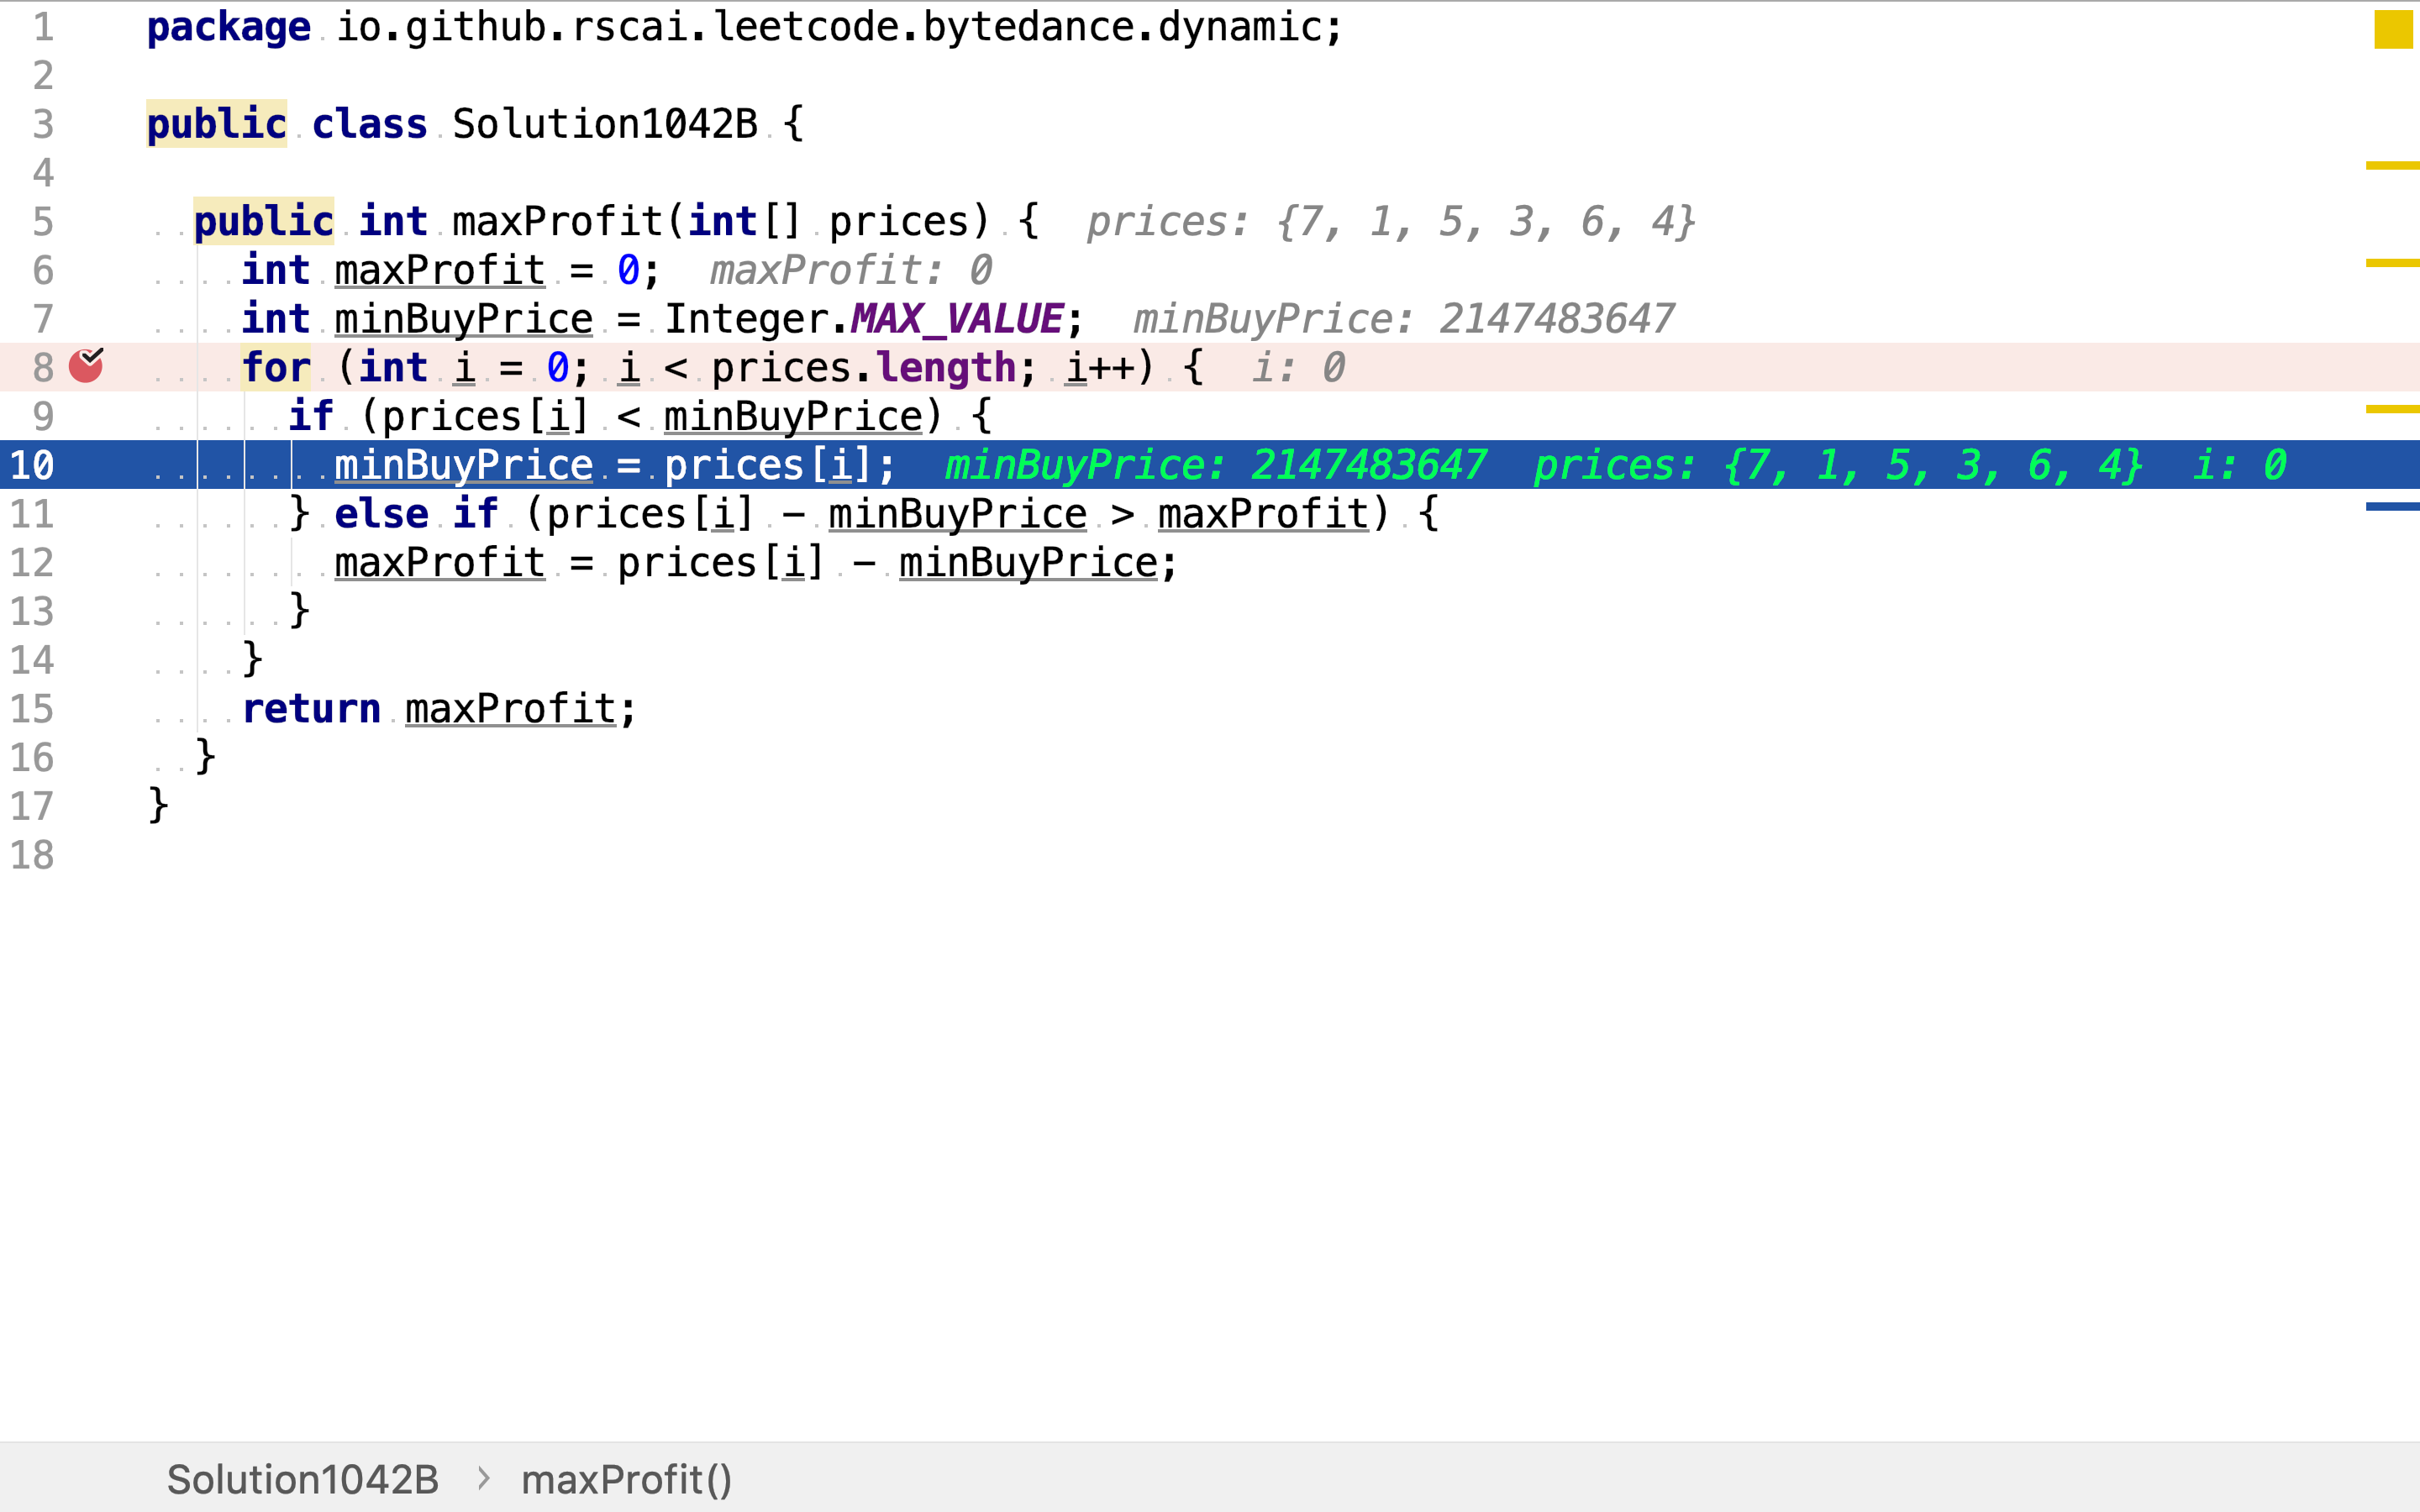 1 package io.github.rscai.leetcode.bytedance.dynamic;
2
3 public class Solution1042B {
4
5 public int maxProfit(int[] prices) { prices: {7, 1, 5, 3, 6, 4}
6 int maxProfit = 0; maxProfit: 0
7 int minBuyPrice = Integer.MAX_VALUE; minBuyPrice: 2147483647
8 for (int i = 0; i < prices.length; i++) { i: 0
9 if (prices[i] < minBuyPrice) {
10 minBuyPrice = prices[i]; minBuyPrice: 2147483647 prices: {7, 1, 5, 3, 6, 4} i: 0
11 } else if (prices[i] - minBuyPrice > maxProfit) {
12 maxProfit = prices[i] - minBuyPrice;
13 }
14 }
15 return maxProfit;
16 }
17 }
18
Solution1042B > maxProfit()